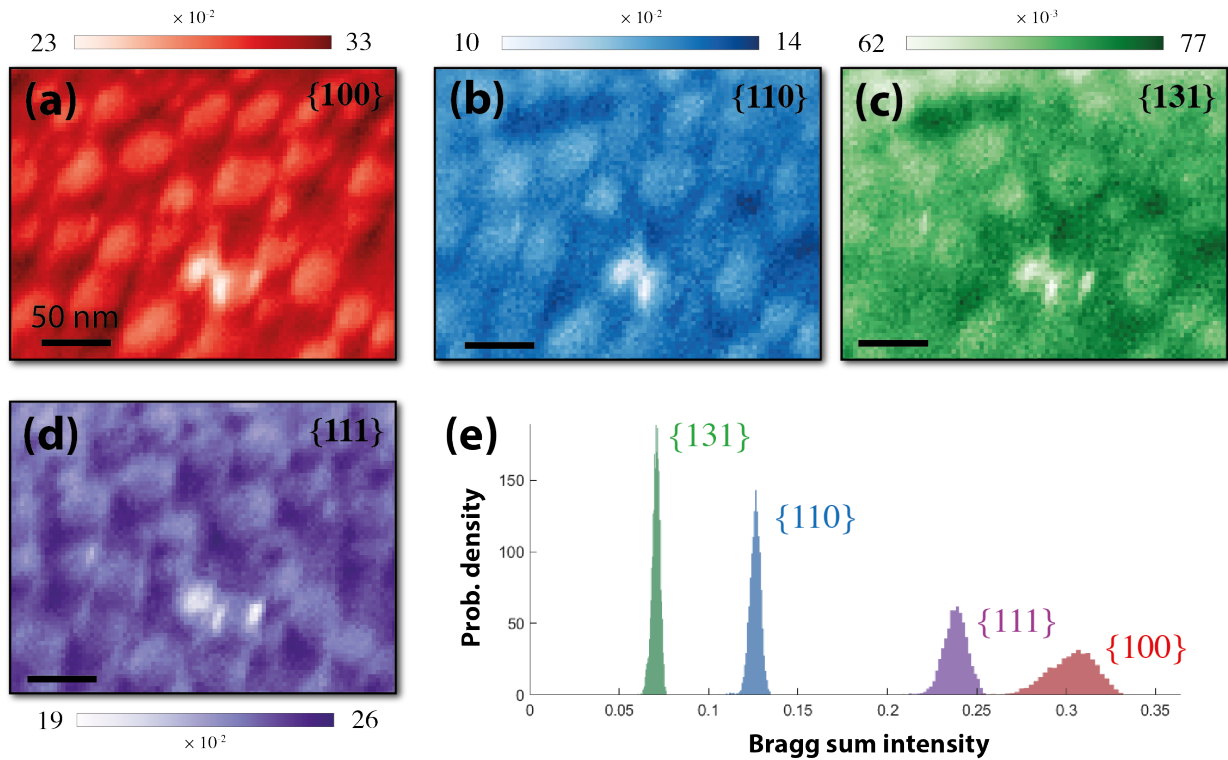 × 10⁻²
23 33
× 10⁻²
10 14
× 10⁻³
62 77
(a) {100}
50 nm
(b) {110}
(c) {131}
(d) {111}
19 26
× 10²
(e)
{131}
{110}
{111}
{100}
Prob. density
150
100
50
0
0 0.05 0.1 0.15 0.2 0.25 0.3 0.35
Bragg sum intensity